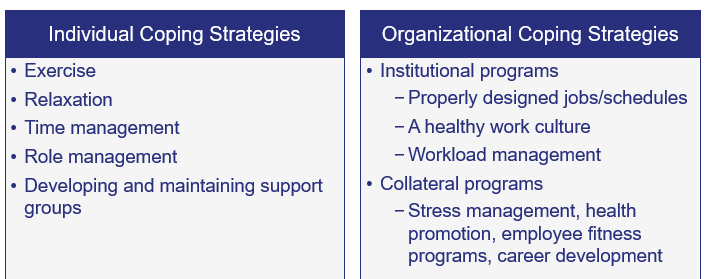 Individual Coping Strategies
• Exercise
• Relaxation
• Time management
• Role management
• Developing and maintaining support
groups
Organizational Coping Strategies
• Institutional programs
– Properly designed jobs/schedules
– A healthy work culture
– Workload management
• Collateral programs
– Stress management, health
promotion, employee fitness
programs, career development